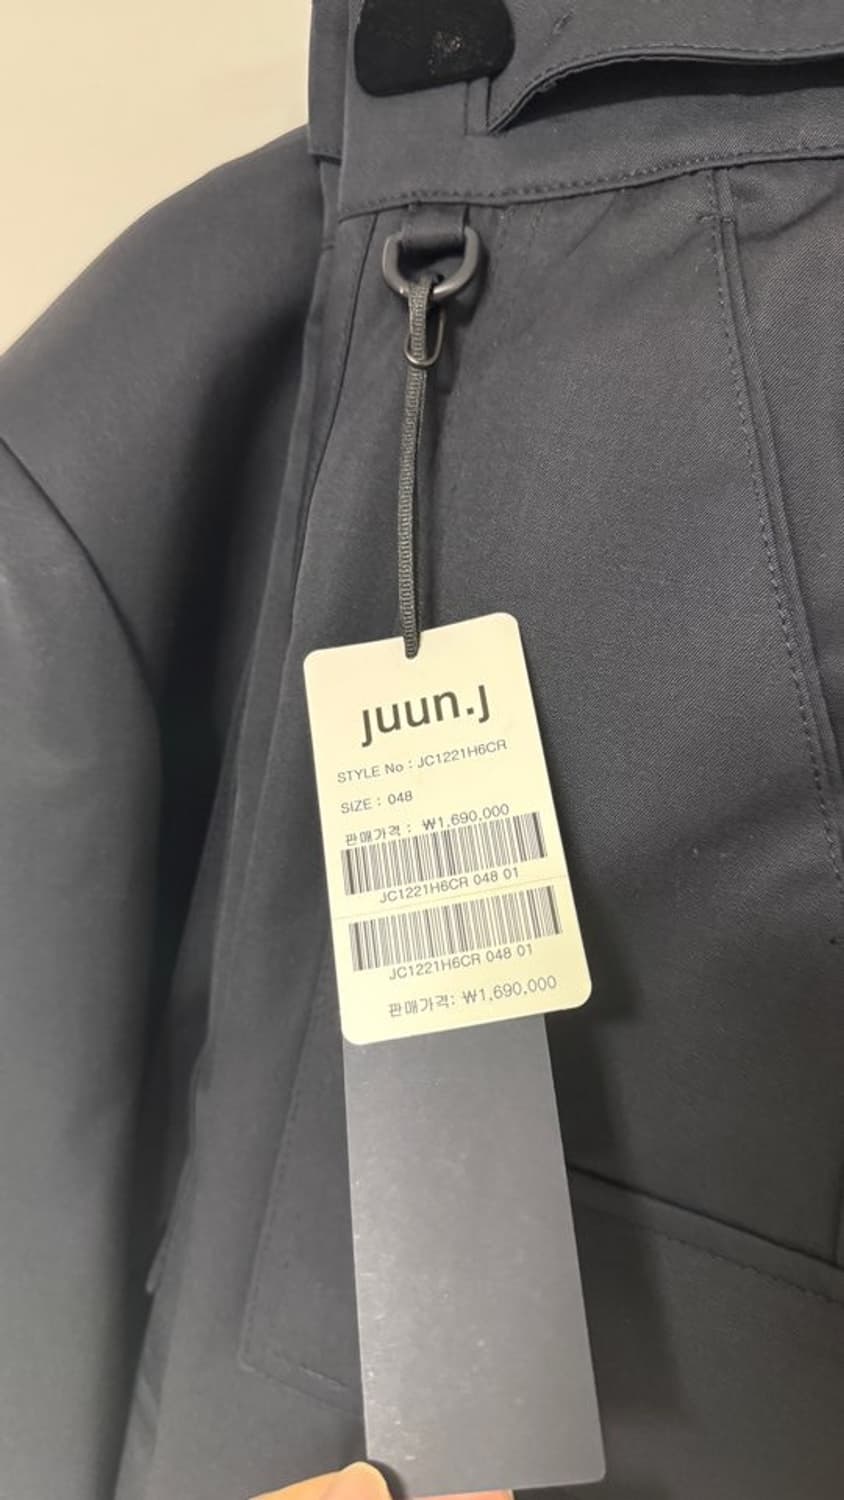 juun.j
STYLE No : JC1221H6CR
SIZE : 048
판매가격 : ₩1,690,000
JC1221H6CR 048 01
JC1221H6CR 048 01
판매가격: ₩1,690,000